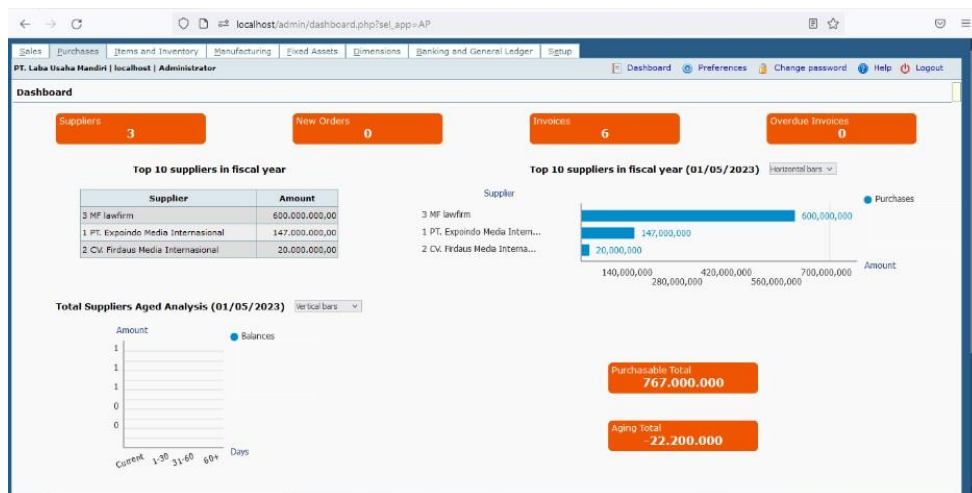 localhost/admin/dashboard.php?sel_app=AP
Sales Purchases Items and Inventory Manufacturing Fixed Assets Dimensions Banking and General Ledger Setup
PT. Laba Usaha Mandiri | localhost | Administrator Dashboard Preferences Change password Help Logout
Dashboard
Suppliers
3
New Orders
0
Invoices
6
Overdue Invoices
0
Top 10 suppliers in fiscal year
Supplier Amount
3 MF lawfirm 600.000.000,00
1 PT. Expoindo Media Internasional 147.000.000,00
2 CV. Firdaus Media Internasional 20.000.000,00
Top 10 suppliers in fiscal year (01/05/2023) Horizontal bars
Supplier
Purchases
3 MF lawfirm 600,000,000
1 PT. Expoindo Media Intern... 147,000,000
2 CV. Firdaus Media Interna... 20,000,000
Amount
140,000,000 420,000,000 700,000,000
280,000,000 560,000,000
Total Suppliers Aged Analysis (01/05/2023) Vertical bars
Amount
Balances
1
1
1
0
0
Current 1-30 31-60 60+ Days
Purchasable Total
767.000.000
Aging Total
-22.200.000